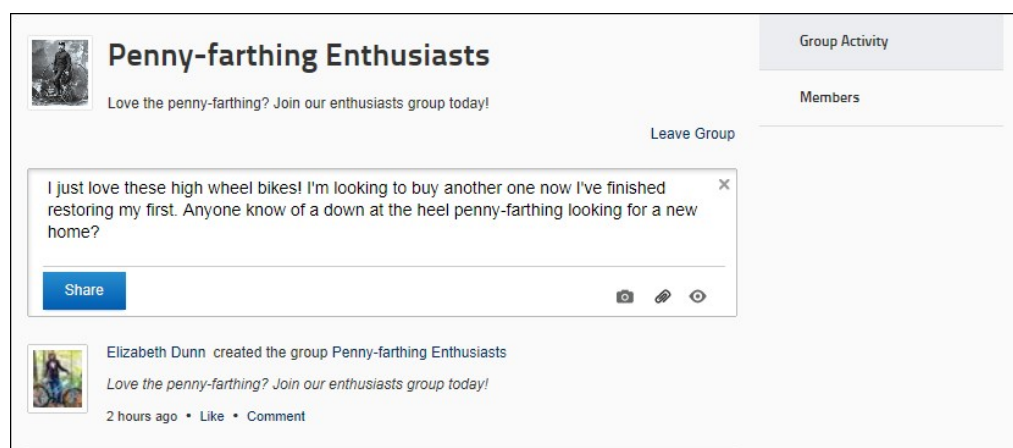 Penny-farthing Enthusiasts
Love the penny-farthing? Join our enthusiasts group today!
Leave Group
Group Activity
Members
I just love these high wheel bikes! I'm looking to buy another one now I've finished
restoring my first. Anyone know of a down at the heel penny-farthing looking for a new
home?
Share
Elizabeth Dunn created the group Penny-farthing Enthusiasts
Love the penny-farthing? Join our enthusiasts group today!
2 hours ago • Like • Comment